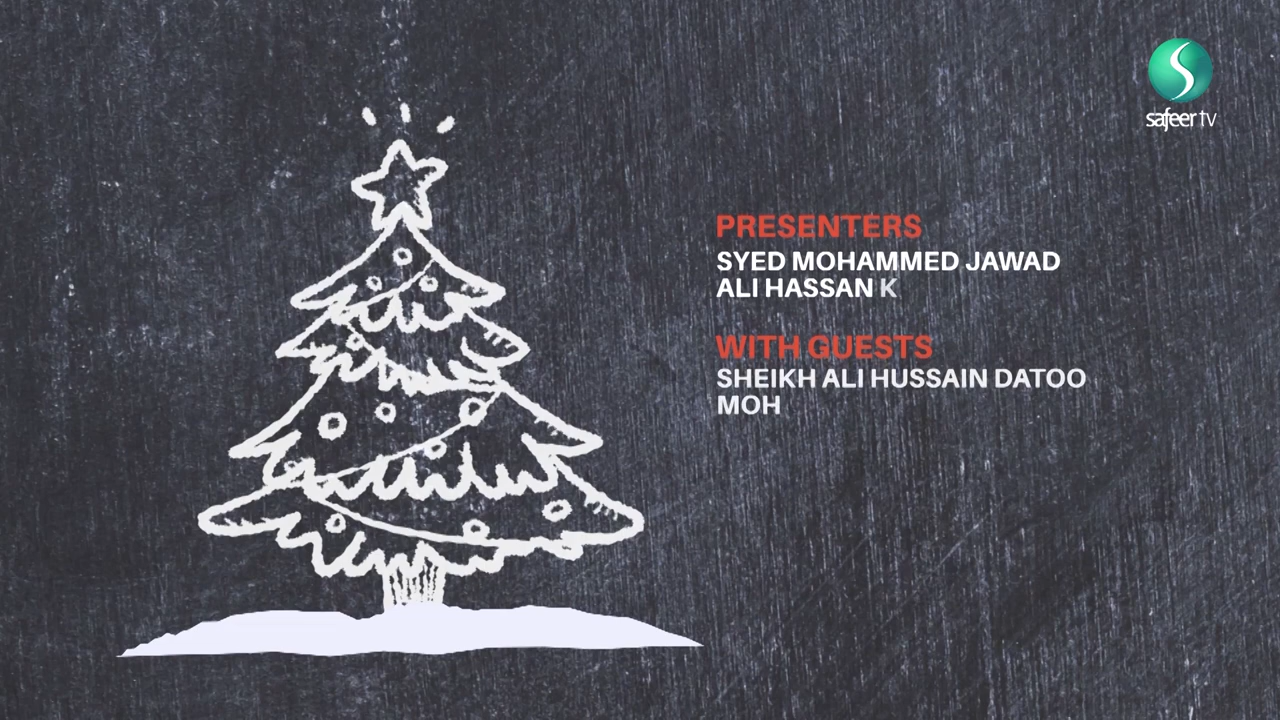 safeer tv
PRESENTERS
SYED MOHAMMED JAWAD
ALI HASSAN K
WITH GUESTS
SHEIKH ALI HUSSAIN DATOO
MOH